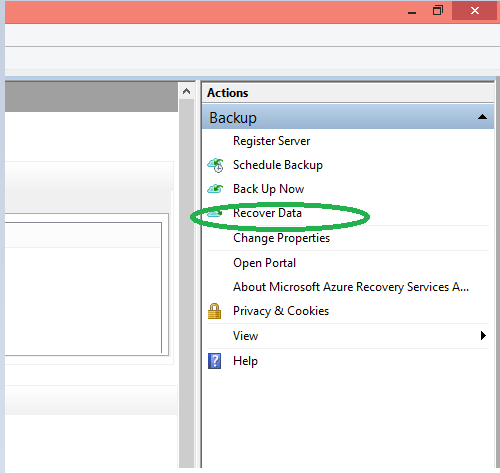 Actions
Backup
Register Server
Schedule Backup
Back Up Now
Recover Data
Change Properties
Open Portal
About Microsoft Azure Recovery Services A...
Privacy & Cookies
View
Help